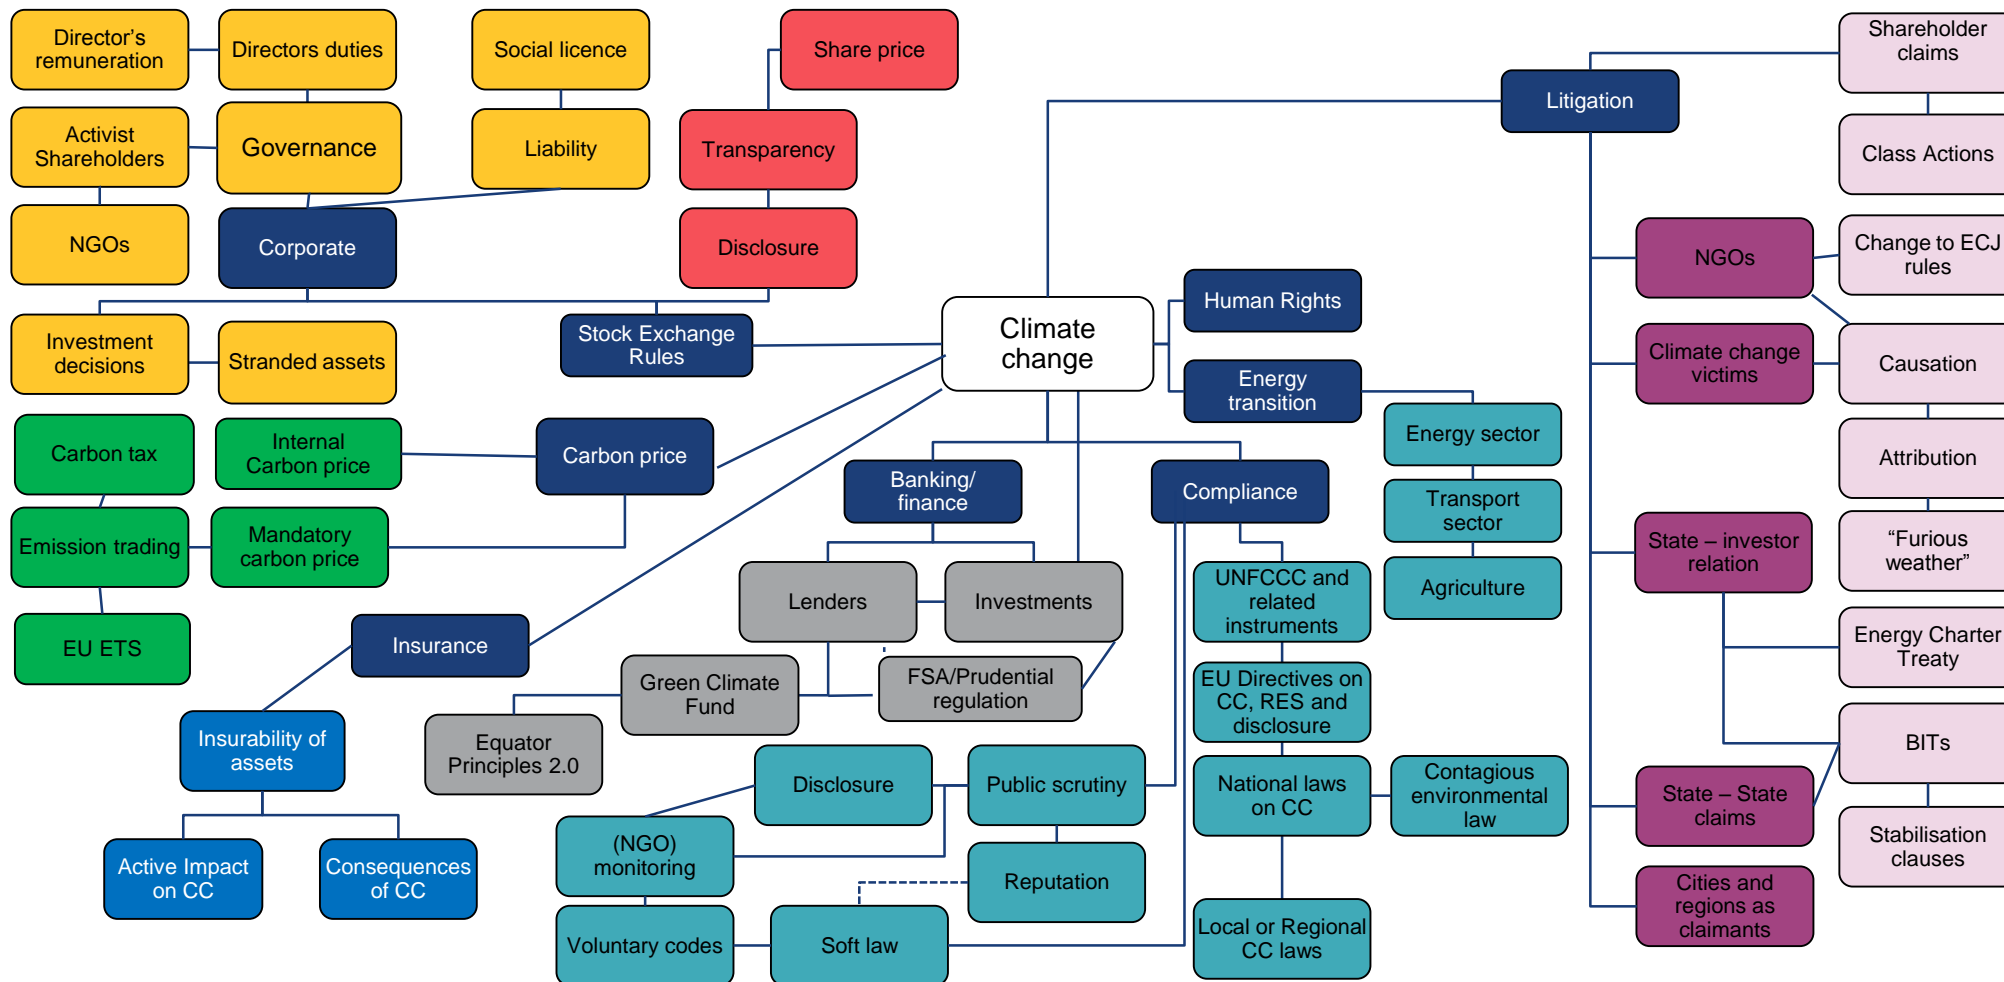 Director’s
remuneration
Directors duties
Social licence
Share price
Shareholder
claims
Litigation
Activist
Shareholders
Governance
Liability
Transparency
Class Actions
NGOs
Corporate
Disclosure
NGOs
Change to ECJ
rules
Human Rights
Investment
decisions
Stranded assets
Stock Exchange
Rules
Climate
change
Energy
transition
Climate change
victims
Causation
Carbon tax
Internal
Carbon price
Carbon price
Banking/
finance
Compliance
Energy sector
Attribution
Emission trading
Mandatory
carbon price
Transport
sector
State – investor
relation
“Furious
weather”
Lenders
Investments
UNFCCC and
related
instruments
Agriculture
EU ETS
Insurance
Energy Charter
Treaty
Green Climate
Fund
FSA/Prudential
regulation
EU Directives on
CC, RES and
disclosure
Insurability of
assets
Equator
Principles 2.0
BITs
Disclosure
Public scrutiny
National laws
on CC
Contagious
environmental
law
State – State
claims
(NGO)
monitoring
Reputation
Stabilisation
clauses
Active Impact
on CC
Consequences
of CC
Cities and
regions as
claimants
Voluntary codes
Soft law
Local or Regional
CC laws